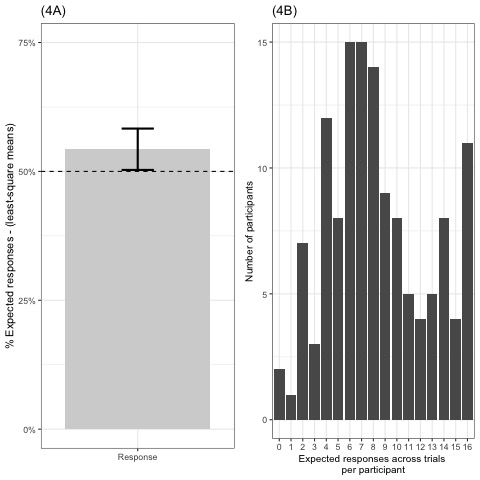 (4A)
% Expected responses - (least-square means)
75%
50%
25%
0%
Response
(4B)
Number of participants
15
10
5
0
0 1 2 3 4 5 6 7 8 9 10 11 12 13 14 15 16
Expected responses across trials
per participant